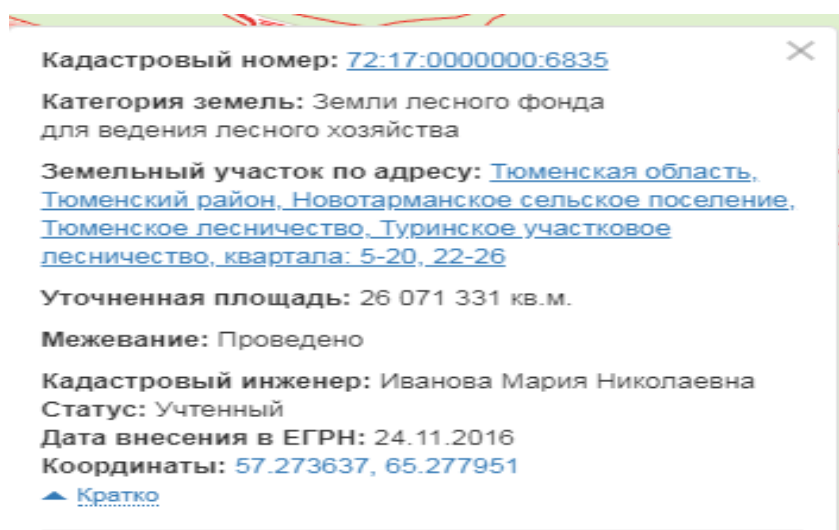 Кадастровый номер: 72:17:0000000:6835
Категория земель: Земли лесного фонда
для ведения лесного хозяйства
Земельный участок по адресу: Тюменская область,
Тюменский район, Новотарманское сельское поселение,
Тюменское лесничество, Туринское участковое
лесничество, квартала: 5-20, 22-26
Уточненная площадь: 26 071 331 кв.м.
Межевание: Проведено
Кадастровый инженер: Иванова Мария Николаевна
Статус: Учтенный
Дата внесения в ЕГРН: 24.11.2016
Координаты: 57.273637, 65.277951
Кратко